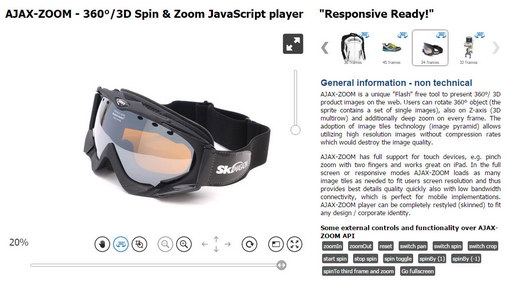 AJAX-ZOOM - 360°/3D Spin & Zoom JavaScript player
"Responsive Ready!"
General information - non technical
AJAX-ZOOM is a unique "Flash" free tool to present 360º/ 3D
product images on the web. Users can rotate 360º object (the
sprite contains a set of single images), also on Z-axis (3D
multirow) and additionally deep zoom on every frame. The
adoption of image tiles technology (image pyramid) allows
utilizing high resolution images without compression rates
which would destroy the image quality.
AJAX-ZOOM has full support for touch devices, e.g. pinch
zoom with two fingers and works great on iPad. In the full
screen or responsive modes AJAX-ZOOM loads as many
image tiles as needed to fit users screen resolution and thus
provides best details quality quickly also with low bandwidth
connectivity, which is perfect for mobile implementations.
AJAX-ZOOM player can be completely restyled (skinned) to fit
any design / corporate identity.
Some external controls and functionality over AJAX-
ZOOM API
zoomIn zoomOut reset switch pan switch spin switch crop
start spin stop spin spin toggle spinBy (1) spinBy (-1)
spinTo third frame and zoom Go fullscreen
20%